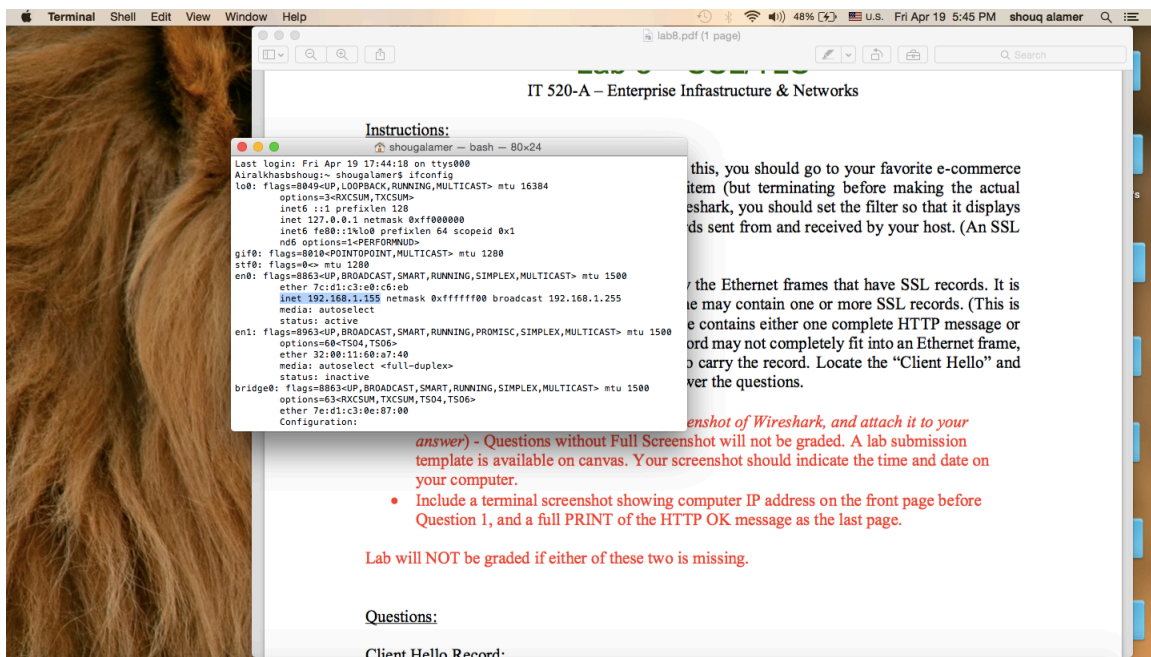 Terminal Shell Edit View Window Help 48% U.S. Fri Apr 19 5:45 PM shouq alamer
lab8.pdf (1 page)
Search
IT 520-A – Enterprise Infrastructure & Networks
Instructions:
shougalamer — bash — 80×24
Last login: Fri Apr 19 17:44:18 on ttys000
Airalkhasbshoug:~ shougalamer$ ifconfig
lo0: flags=8049<UP,LOOPBACK,RUNNING,MULTICAST> mtu 16384
options=3<RXCSUM,TXCSUM>
inet6 ::1 prefixlen 128
inet 127.0.0.1 netmask 0xff000000
inet6 fe80::1%lo0 prefixlen 64 scopeid 0x1
nd6 options=1<PERFORMNUD>
gif0: flags=8010<POINTOPOINT,MULTICAST> mtu 1280
stf0: flags=0<> mtu 1280
en0: flags=8863<UP,BROADCAST,SMART,RUNNING,SIMPLEX,MULTICAST> mtu 1500
ether 7c:d1:c3:e0:c6:eb
inet 192.168.1.155 netmask 0xffffff00 broadcast 192.168.1.255
media: autoselect
status: active
en1: flags=8963<UP,BROADCAST,SMART,RUNNING,PROMISC,SIMPLEX,MULTICAST> mtu 1500
options=60<TSO4,TSO6>
ether 32:00:11:60:a7:40
media: autoselect <full-duplex>
status: inactive
bridge0: flags=8863<UP,BROADCAST,SMART,RUNNING,SIMPLEX,MULTICAST> mtu 1500
options=63<RXCSUM,TXCSUM,TSO4,TSO6>
ether 7e:d1:c3:0e:87:00
Configuration:
this, you should go to your favorite e-commerce
item (but terminating before making the actual
eshark, you should set the filter so that it displays
ds sent from and received by your host. (An SSL
the Ethernet frames that have SSL records. It is
e may contain one or more SSL records. (This is
e contains either one complete HTTP message or
ord may not completely fit into an Ethernet frame,
o carry the record. Locate the “Client Hello” and
wer the questions.
enshot of Wireshark, and attach it to your
answer) - Questions without Full Screenshot will not be graded. A lab submission
template is available on canvas. Your screenshot should indicate the time and date on
your computer.
• Include a terminal screenshot showing computer IP address on the front page before
Question 1, and a full PRINT of the HTTP OK message as the last page.
Lab will NOT be graded if either of these two is missing.
Questions:
Client Hello Record: